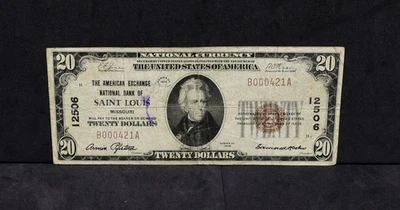 NATIONAL CURRENCY
THE UNITED STATES OF AMERICA
20 20
THE AMERICAN EXCHANGE
NATIONAL BANK OF
SAINT LOUIS
MISSOURI
WILL PAY TO THE BEARER ON DEMAND
TWENTY DOLLARS
B000421A
B000421A
12506
12506
20 20
TWENTY DOLLARS